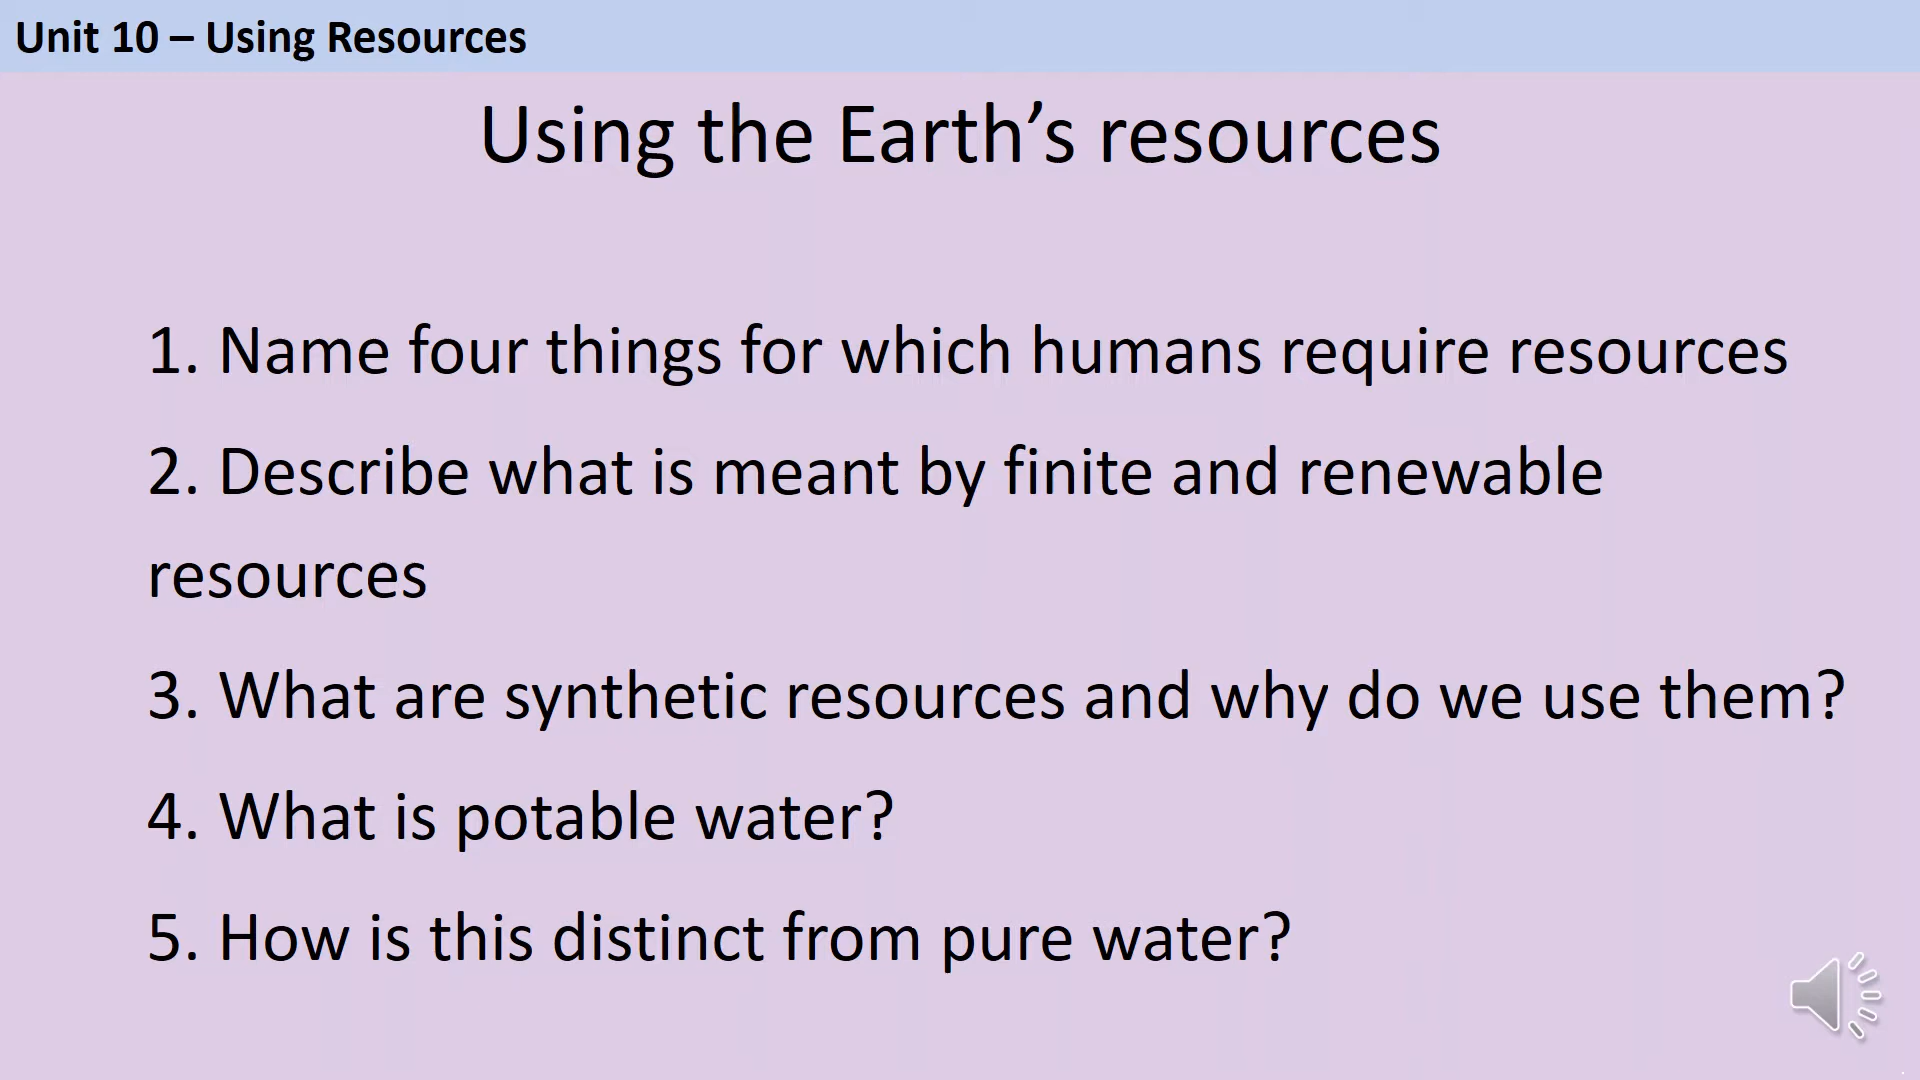 Unit 10 – Using Resources
Using the Earth’s resources
1. Name four things for which humans require resources
2. Describe what is meant by finite and renewable
resources
3. What are synthetic resources and why do we use them?
4. What is potable water?
5. How is this distinct from pure water?